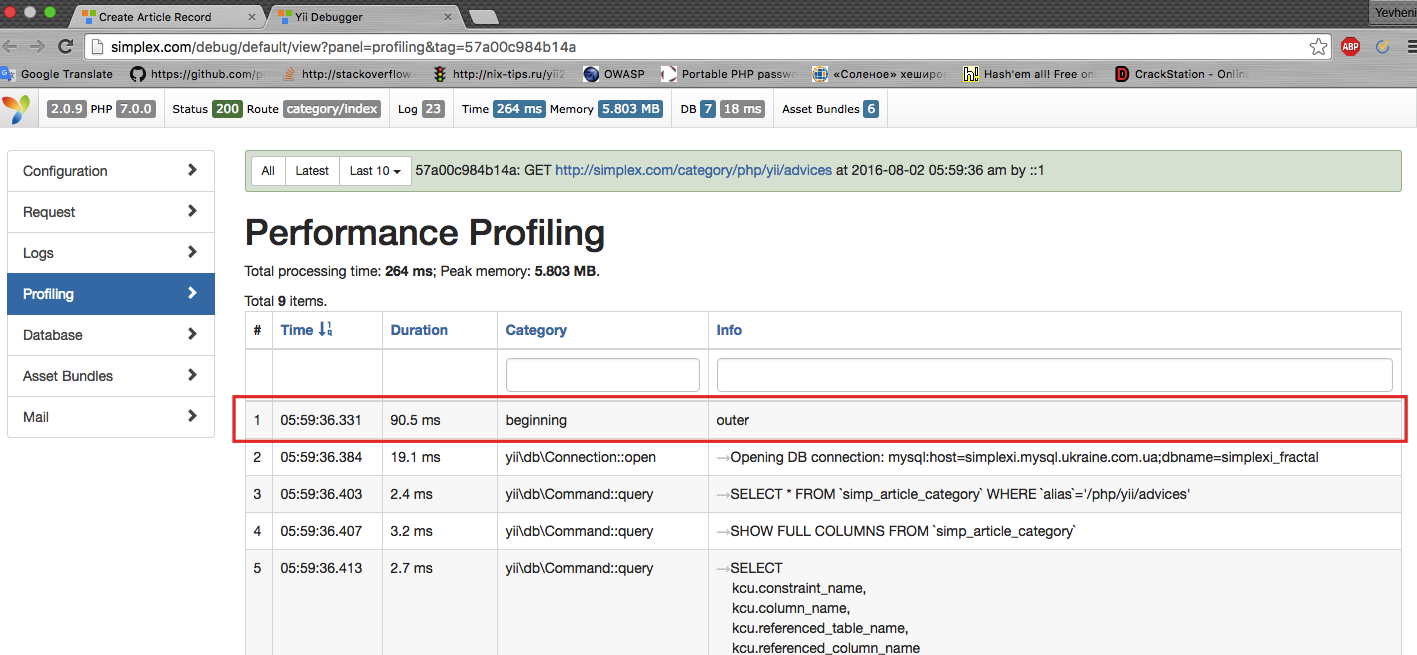 Create Article Record
Yii Debugger
Yevheni
simplex.com/debug/default/view?panel=profiling&tag=57a00c984b14a
ABP
Google Translate https://github.com/p http://stackoverflow. http://nix-tips.ru/yii2 OWASP Portable PHP passw «Соленое» хеширо h! Hash'em all! Free on D CrackStation - Onlin
2.0.9 PHP 7.0.0 Status 200 Route category/index Log 23 Time 264 ms Memory 5.803 MB DB 7 18 ms Asset Bundles 6
Configuration
Request
Logs
Profiling
Database
Asset Bundles
Mail
All Latest Last 10 57a00c984b14a: GET http://simplex.com/category/php/yii/advices at 2016-08-02 05:59:36 am by ::1
Performance Profiling
Total processing time: 264 ms; Peak memory: 5.803 MB.
Total 9 items.
# Time Duration Category Info
1 05:59:36.331 90.5 ms beginning outer
2 05:59:36.384 19.1 ms yii\db\Connection::open →Opening DB connection: mysql:host=simplexi.mysql.ukraine.com.ua;dbname=simplexi_fractal
3 05:59:36.403 2.4 ms yii\db\Command::query →SELECT * FROM `simp_article_category` WHERE `alias`='/php/yii/advices'
4 05:59:36.407 3.2 ms yii\db\Command::query →SHOW FULL COLUMNS FROM `simp_article_category`
5 05:59:36.413 2.7 ms yii\db\Command::query →SELECT
kcu.constraint_name,
kcu.column_name,
kcu.referenced_table_name,
kcu.referenced_column_name